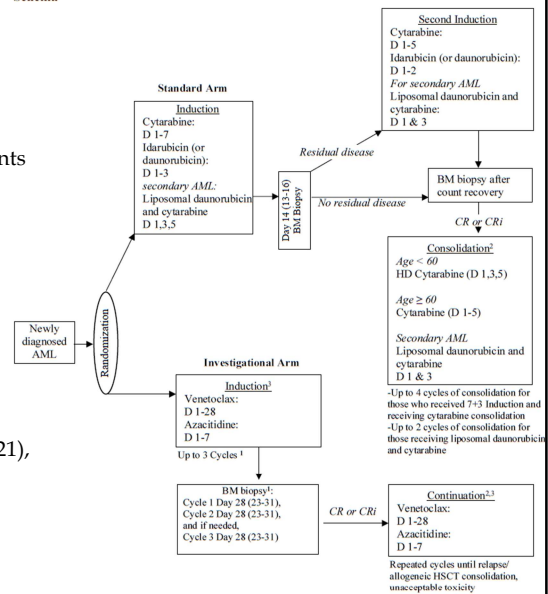 Second Induction
Cytarabine:
D 1-5
Idarubicin (or daunorubicin):
D 1-2
For secondary AML
Liposomal daunorubicin and
cytarabine:
D 1 & 3
Standard Arm
Induction
Cytarabine:
D 1-7
Idarubicin (or
daunorubicin):
D 1-3
secondary AML:
Liposomal daunorubicin
and cytarabine
D 1,3,5
nts
Residual disease
Day 14 (13-16)
BM Biopsy
No residual disease
BM biopsy after
count recovery
CR or CRi
Consolidation2
Age < 60
HD Cytarabine (D 1,3,5)
Age ≥ 60
Cytarabine (D 1-5)
Secondary AML
Liposomal daunorubicin and
cytarabine
D 1 & 3
-Up to 4 cycles of consolidation for
those who received 7+3 Induction and
receiving cytarabine consolidation
-Up to 2 cycles of consolidation for
those receiving liposomal daunorubicin
and cytarabine
Newly
diagnosed
AML
Randomization
Investigational Arm
Induction3
Venetoclax:
D 1-28
Azacitidine:
D 1-7
Up to 3 Cycles 1
21),
BM biopsy1:
Cycle 1 Day 28 (23-31),
Cycle 2 Day 28 (23-31),
and if needed,
Cycle 3 Day 28 (23-31)
CR or CRi
Continuation2,3
Venetoclax:
D 1-28
Azacitidine:
D 1-7
Repeated cycles until relapse/
allogeneic HSCT consolidation,
unacceptable toxicity